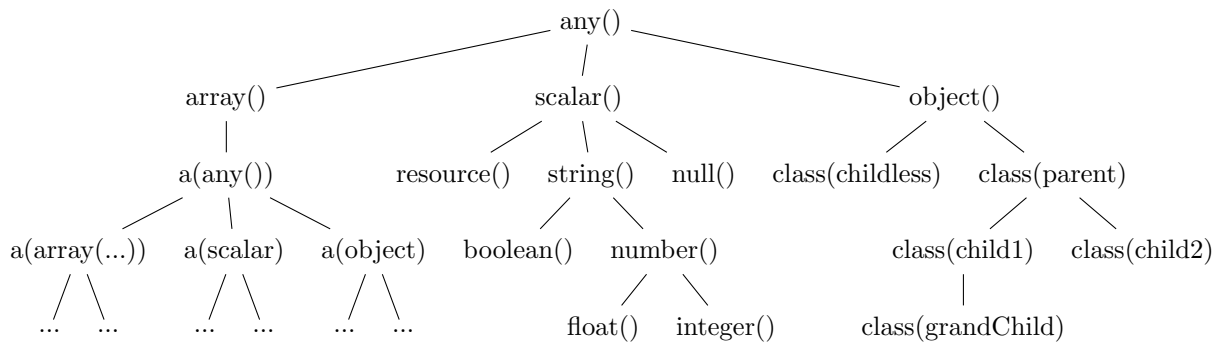 any()
array() scalar() object()
a(any()) resource() string() null() class(childless) class(parent)
a(array(...)) a(scalar) a(object) boolean() number() class(child1) class(child2)
... ... ... ... ... ... float() integer() class(grandChild)